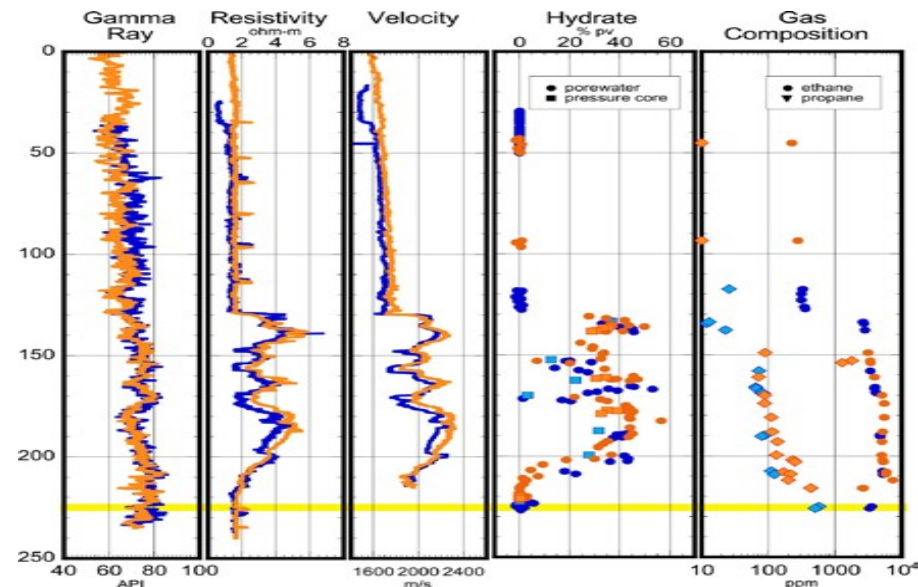 Gamma Ray
Resistivity
ohm-m
0 2 4 6 8
Velocity
Hydrate
% pv
0 20 40 60
Gas Composition
0
50
100
150
200
250
porewater
pressure core
ethane
propane
40 60 80 100
API
1600 2000 2400
m/s
10 100 1000 10⁴
ppm